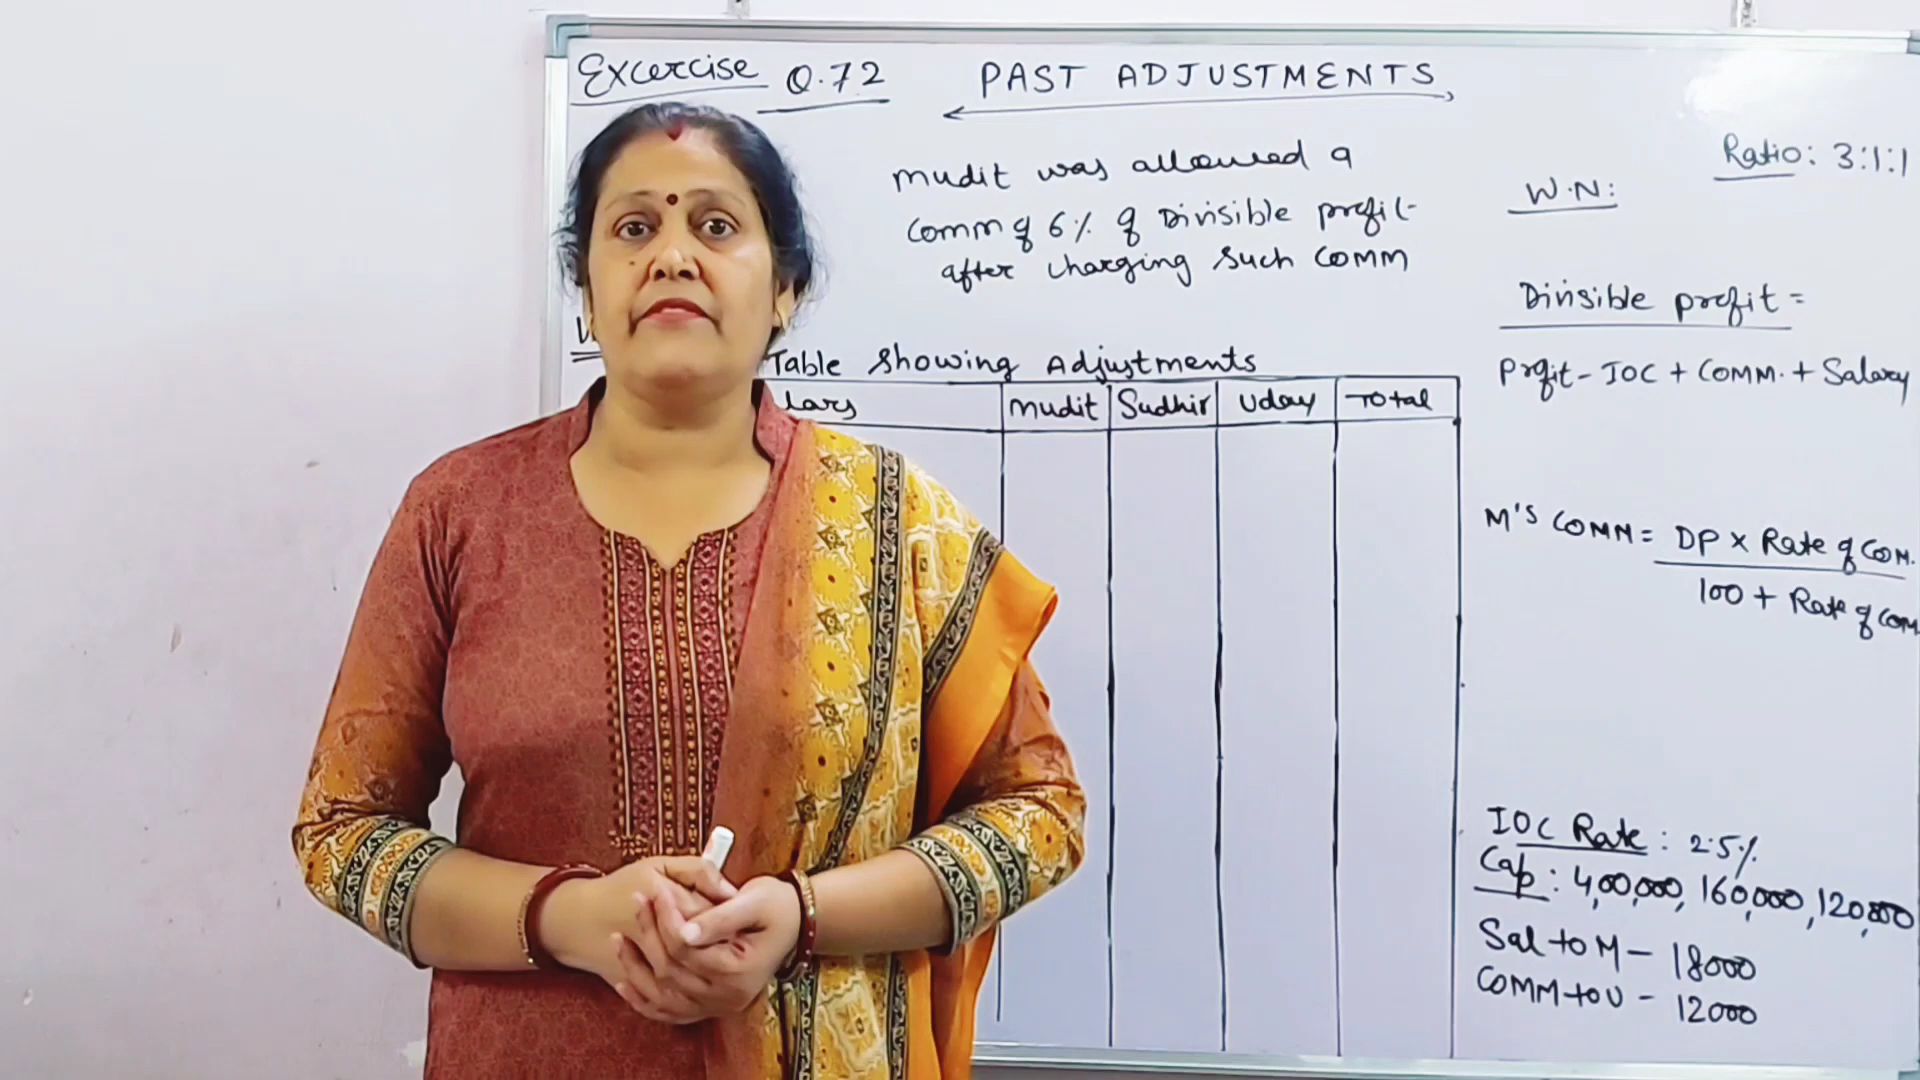 Excercise Q.72 PAST ADJUSTMENTS
Ratio: 3:1:1
Mudit was allowed a
Comm of 6% of Divisible profit
after charging such Comm
Table Showing Adjustments
lars Mudit Sudhir Uday Total
W.N:
Divisible profit =
Profit - IOC + COMM. + Salary
M'S COMM = DP x Rate of COM.
100 + Rate of COM
IOC Rate : 2.5%
Cap : 4,00,000, 160,000, 120,000
Sal to M - 18000
COMM to U - 12000